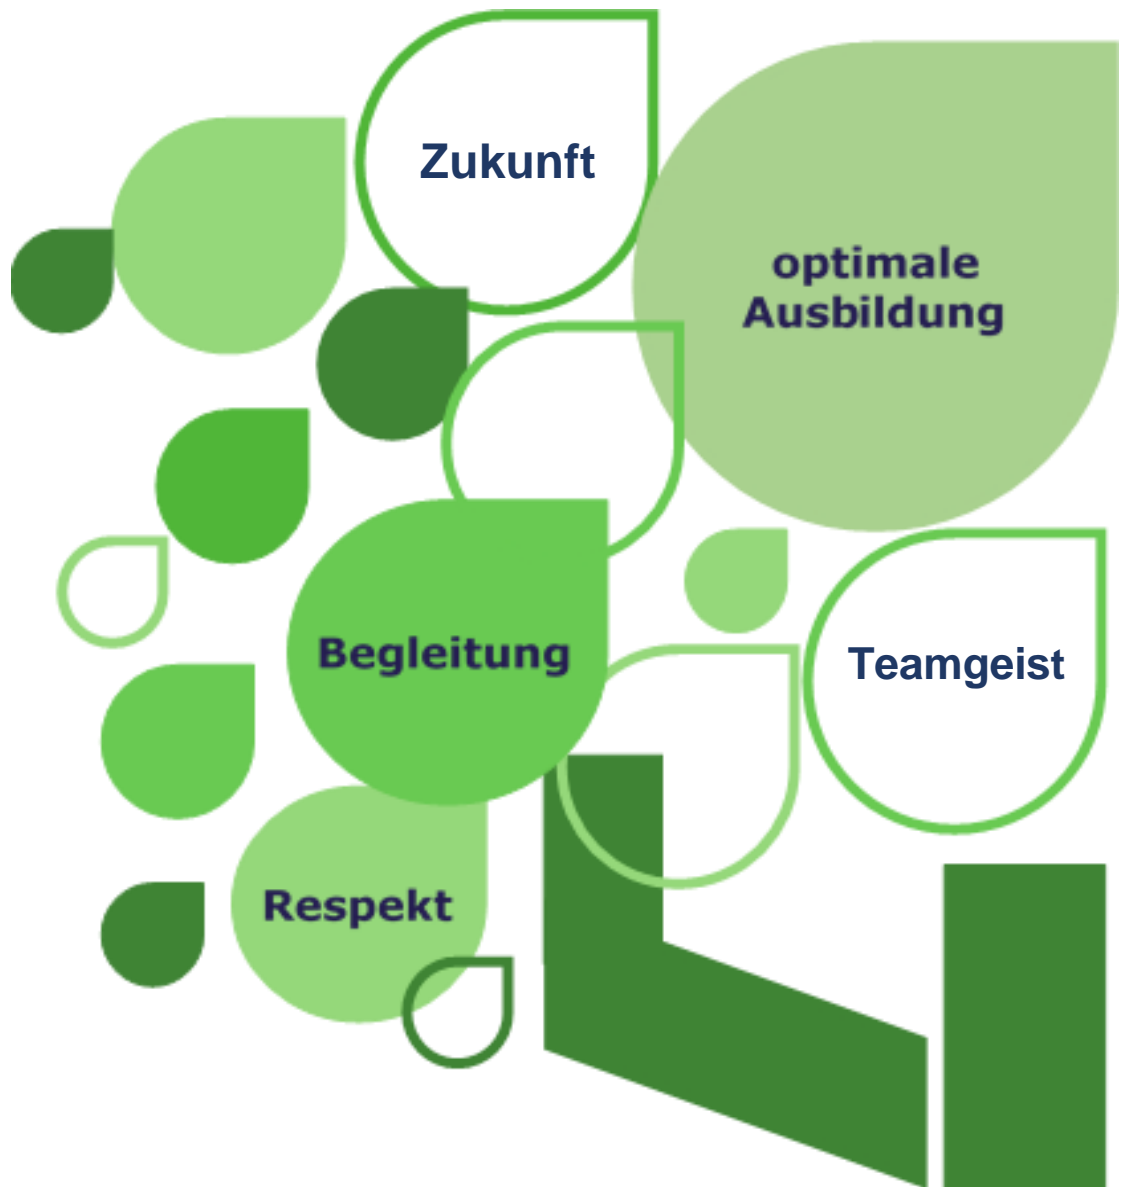 Zukunft
optimale
Ausbildung
Begleitung
Teamgeist
Respekt